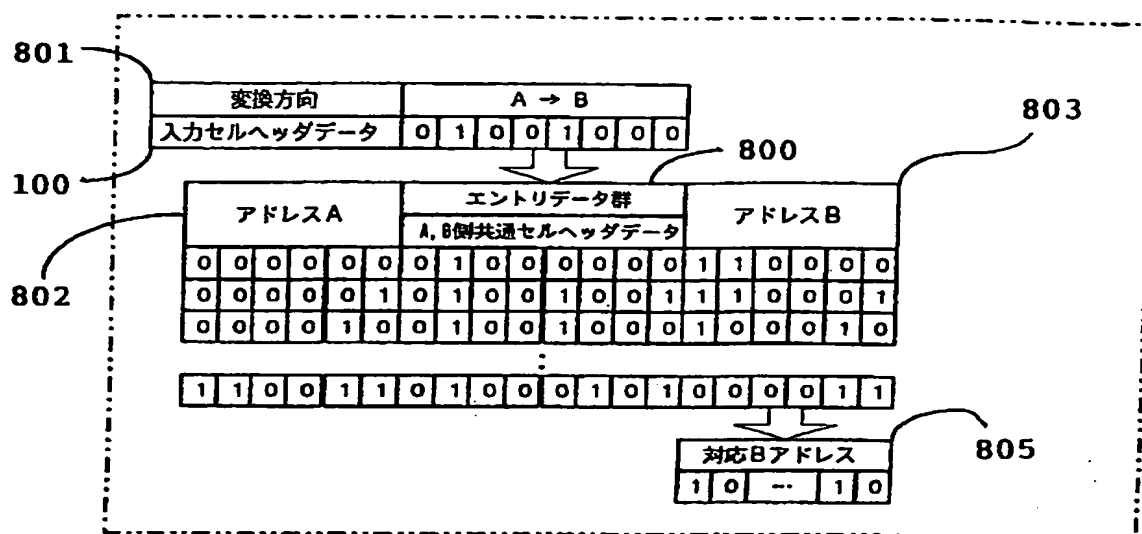 801
変換方向 A → B
入力セルヘッダデータ 0 1 0 0 1 0 0 0
803
800
100
アドレスA エントリデータ群 アドレスB
A, B側共通セルヘッダデータ
0 0 0 0 0 0 0 1 0 0 0 0 0 0 1 1 0 0 0 0
802
0 0 0 0 0 1 0 1 0 0 1 0 0 1 1 1 0 0 0 1
0 0 0 0 1 0 0 1 0 0 1 0 0 0 1 0 0 0 1 0
1 1 0 0 1 1 0 1 0 0 0 1 0 1 0 0 0 0 1 1
805
対応Bアドレス
1 0 … 1 0